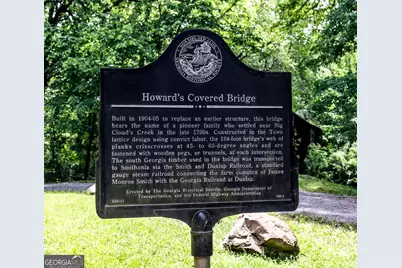 Howard's Covered Bridge
Built in 1904-05 to replace an earlier structure, this bridge
bears the name of a pioneer family who settled near Big
Cloud's Creek in the late 1700s. Constructed in the Town
lattice design using convict labor, the 164-foot bridge's web of
planks crisscrosses at 45- to 60-degree angles and are
fastened with wooden pegs, or trunnels, at each intersection.
The south Georgia timber used in the bridge was transported
to Smithonia via the Smith and Dunlap Railroad, a standard
gauge steam railroad connecting the farm complex of James
Monroe Smith with the Georgia Railroad at Dunlap.
Erected by The Georgia Historical Society, Georgia Department of
Transportation, and the Federal Highway Administration
GEORGIA MLS